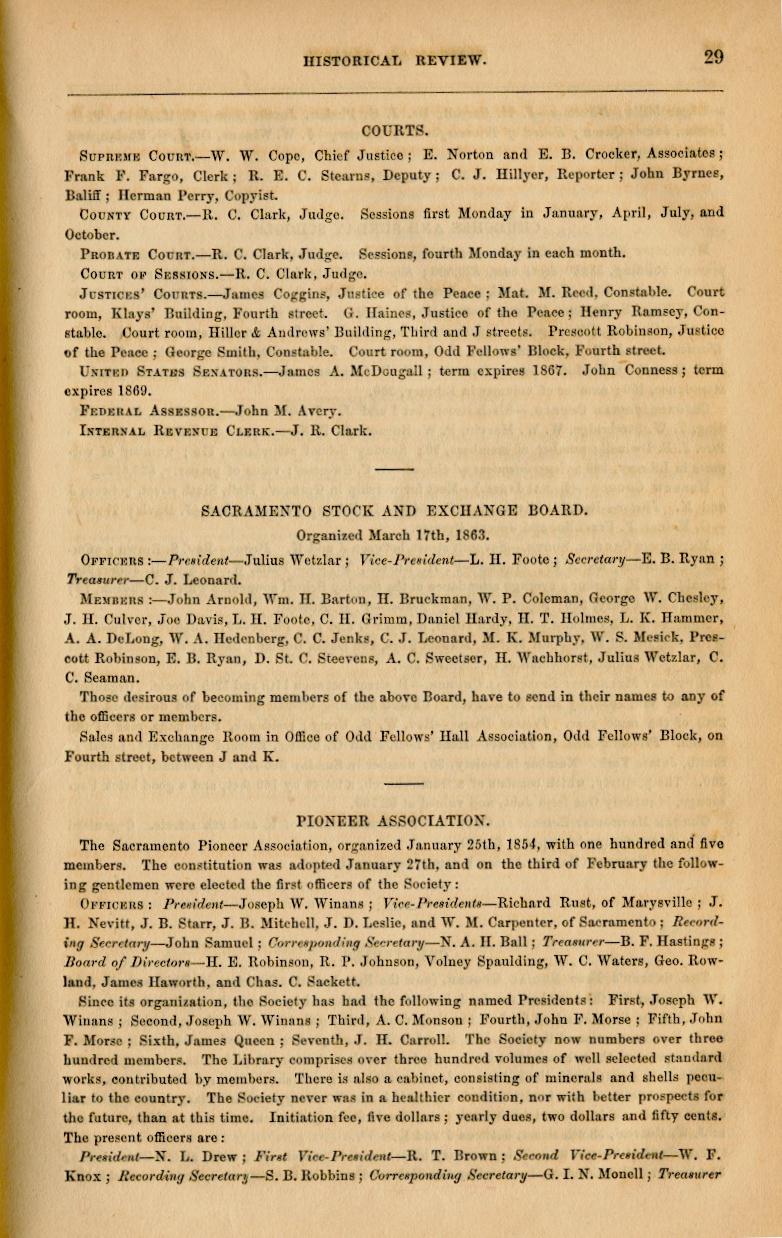 HISTORICAL REVIEW. 29
COURTS.
SUPREME COURT.—W. W. Cope, Chief Justice; E. Norton and E. B. Crocker, Associates;
Frank F. Fargo, Clerk; R. E. C. Stearns, Deputy; C. J. Hillyer, Reporter; John Byrnes,
Baliff; Herman Perry, Copyist.
COUNTY COURT.—R. C. Clark, Judge. Sessions first Monday in January, April, July, and
October.
PROBATE COURT.—R. C. Clark, Judge. Sessions, fourth Monday in each month.
COURT OF SESSIONS.—R. C. Clark, Judge.
JUSTICES' COURTS.—James Coggins, Justice of the Peace; Mat. M. Reed, Constable. Court
room, Klays' Building, Fourth street. G. Haines, Justice of the Peace; Henry Ramsey, Con-
stable. Court room, Hiller & Andrews' Building, Third and J streets. Prescott Robinson, Justice
of the Peace; George Smith, Constable. Court room, Odd Fellows' Block, Fourth street.
UNITED STATES SENATORS.—James A. McDougall; term expires 1867. John Conness; term
expires 1869.
FEDERAL ASSESSOR.—John M. Avery.
INTERNAL REVENUE CLERK.—J. R. Clark.
SACRAMENTO STOCK AND EXCHANGE BOARD.
Organized March 17th, 1863.
OFFICERS:—President—Julius Wetzlar; Vice-President—L. H. Foote; Secretary—E. B. Ryan;
Treasurer—C. J. Leonard.
MEMBERS:—John Arnold, Wm. H. Barton, H. Bruckman, W. P. Coleman, George W. Chesley,
J. H. Culver, Joe Davis, L. H. Foote, C. H. Grimm, Daniel Hardy, H. T. Holmes, L. K. Hammer,
A. A. DeLong, W. A. Hedenberg, C. C. Jenks, C. J. Leonard, M. K. Murphy, W. S. Mesick, Pres-
cott Robinson, E. B. Ryan, D. St. C. Steevens, A. C. Sweetser, H. Wachhorst, Julius Wetzlar, C.
C. Seaman.
Those desirous of becoming members of the above Board, have to send in their names to any of
the officers or members.
Sales and Exchange Room in Office of Odd Fellows' Hall Association, Odd Fellows' Block, on
Fourth street, between J and K.
PIONEER ASSOCIATION.
The Sacramento Pioneer Association, organized January 25th, 1854, with one hundred and five
members. The constitution was adopted January 27th, and on the third of February the follow-
ing gentlemen were elected the first officers of the Society:
OFFICERS: President—Joseph W. Winans; Vice-Presidents—Richard Rust, of Marysville; J.
H. Nevitt, J. B. Starr, J. B. Mitchell, J. D. Leslie, and W. M. Carpenter, of Sacramento; Record-
ing Secretary—John Samuel; Corresponding Secretary—N. A. H. Ball; Treasurer—B. F. Hastings;
Board of Directors—H. E. Robinson, R. P. Johnson, Volney Spaulding, W. C. Waters, Geo. Row-
land, James Haworth, and Chas. C. Sackett.
Since its organization, the Society has had the following named Presidents: First, Joseph W.
Winans; Second, Joseph W. Winans; Third, A. C. Monson; Fourth, John F. Morse; Fifth, John
F. Morse; Sixth, James Queen; Seventh, J. H. Carroll. The Society now numbers over three
hundred members. The Library comprises over three hundred volumes of well selected standard
works, contributed by members. There is also a cabinet, consisting of minerals and shells pecu-
liar to the country. The Society never was in a healthier condition, nor with better prospects for
the future, than at this time. Initiation fee, five dollars; yearly dues, two dollars and fifty cents.
The present officers are:
President—N. L. Drew; First Vice-President—R. T. Brown; Second Vice-President—W. F.
Knox; Recording Secretary—S. B. Robbins; Corresponding Secretary—G. I. N. Monell; Treasurer